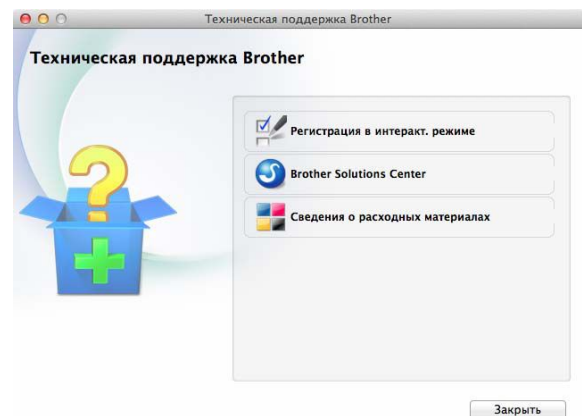 Техническая поддержка Brother
Техническая поддержка Brother
Регистрация в интеракт. режиме
Brother Solutions Center
Сведения о расходных материалах
Закрыть